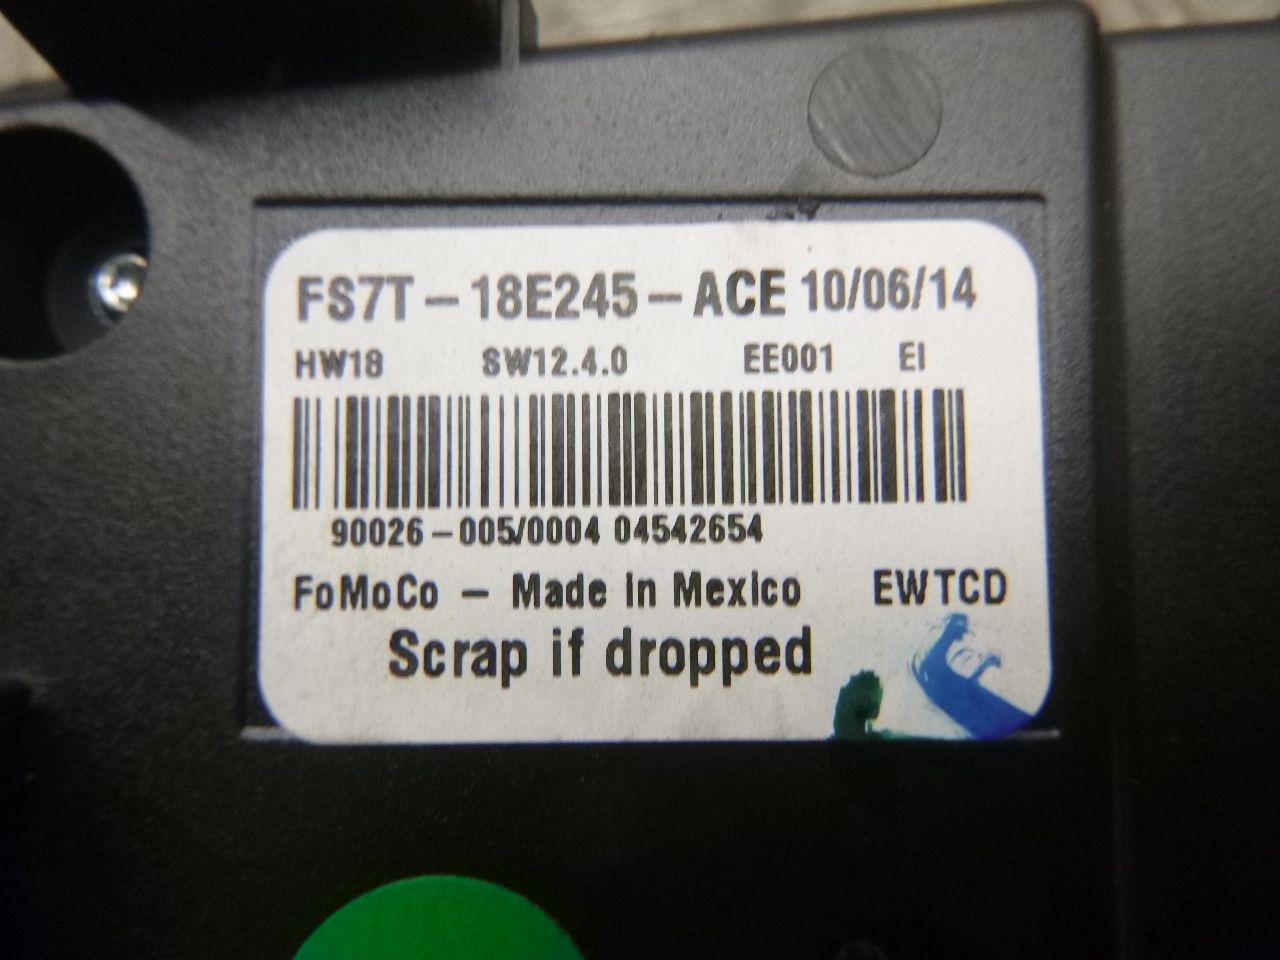 FS7T-18E245-ACE 10/06/14
HW18 SW12.4.0 EE001 EI
90026-005/0004 04542654
FoMoCo - Made in Mexico EWTCD
Scrap if dropped